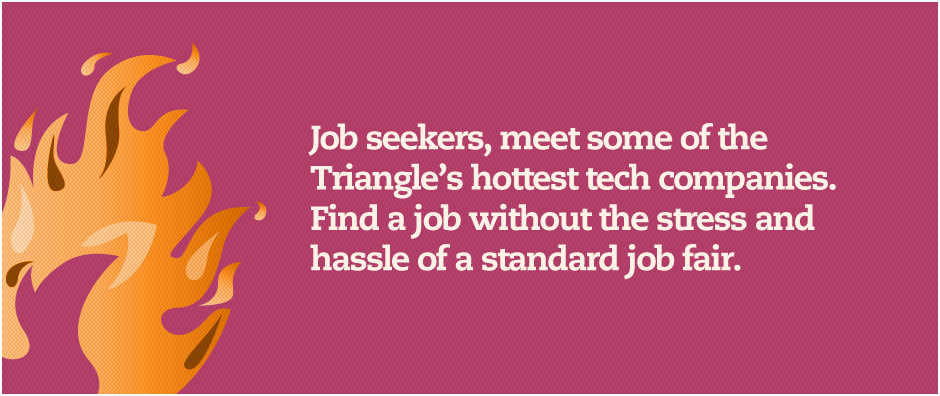 Job seekers, meet some of the
Triangle’s hottest tech companies.
Find a job without the stress and
hassle of a standard job fair.